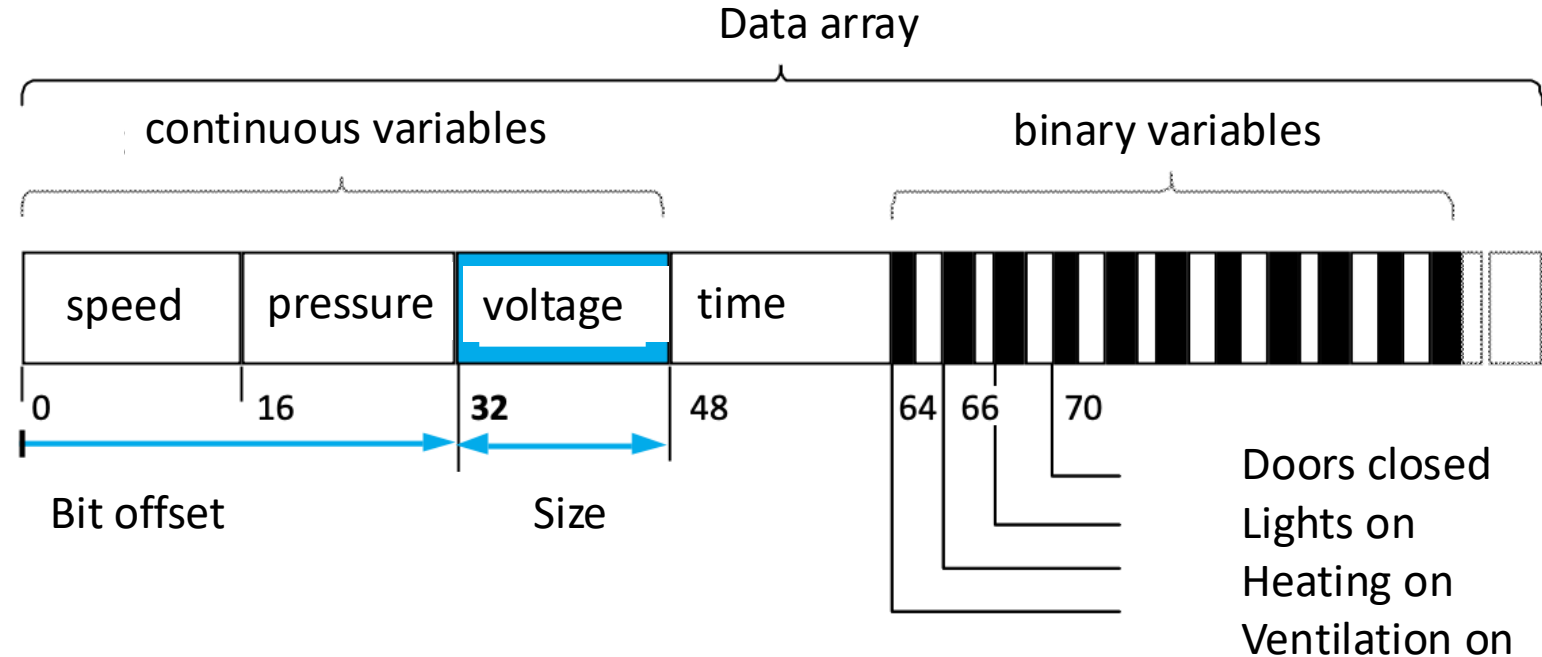 Data array
continuous variables
binary variables
speed pressure voltage time
0 16 32 48 64 66 70
Bit offset
Size
Doors closed
Lights on
Heating on
Ventilation on